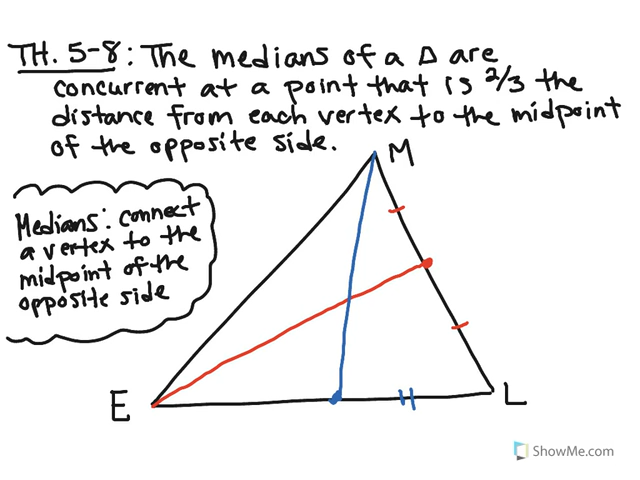 TH. 5-8: The medians of a Δ are
concurrent at a point that is 2/3 the
distance from each vertex to the midpoint
of the opposite side.
M
Medians: connect
a vertex to the
midpoint of the
opposite side
E
L
ShowMe.com